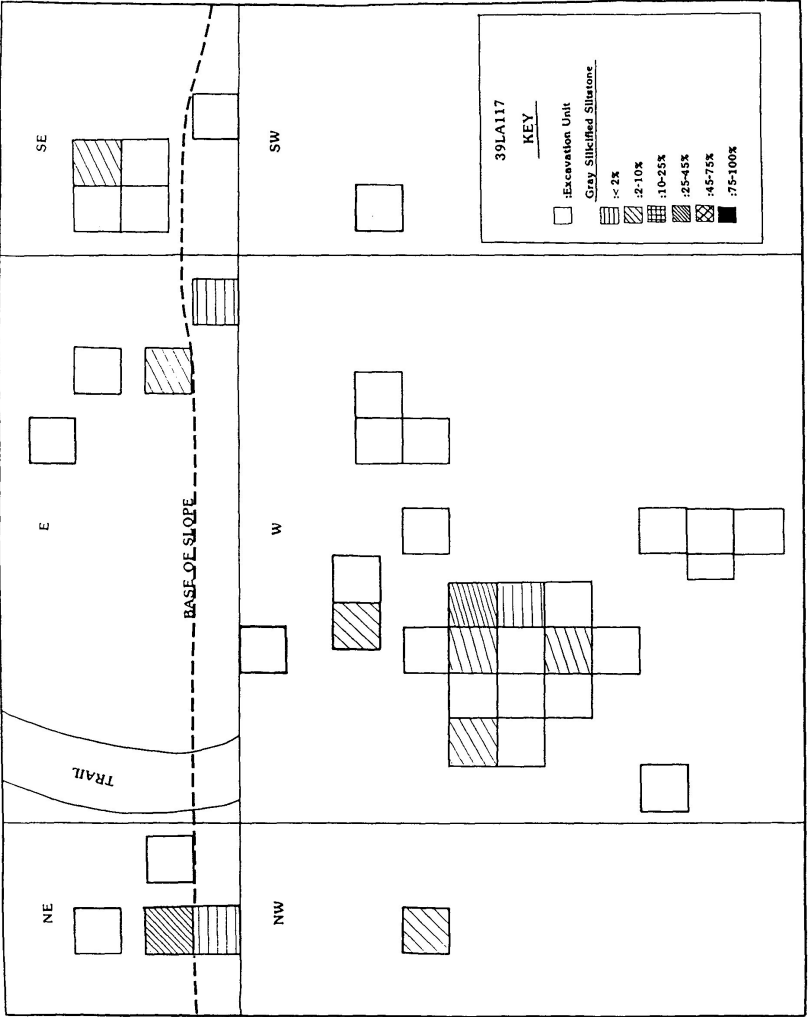 SE
SW
39LA117
KEY
:Excavation Unit
Gray Silicified Siltstone
:< 2%
:2-10%
:10-25%
:25-45%
:45-75%
:75-100%
E
W
BASE OF SLOPE
TRAIL
NE
NW